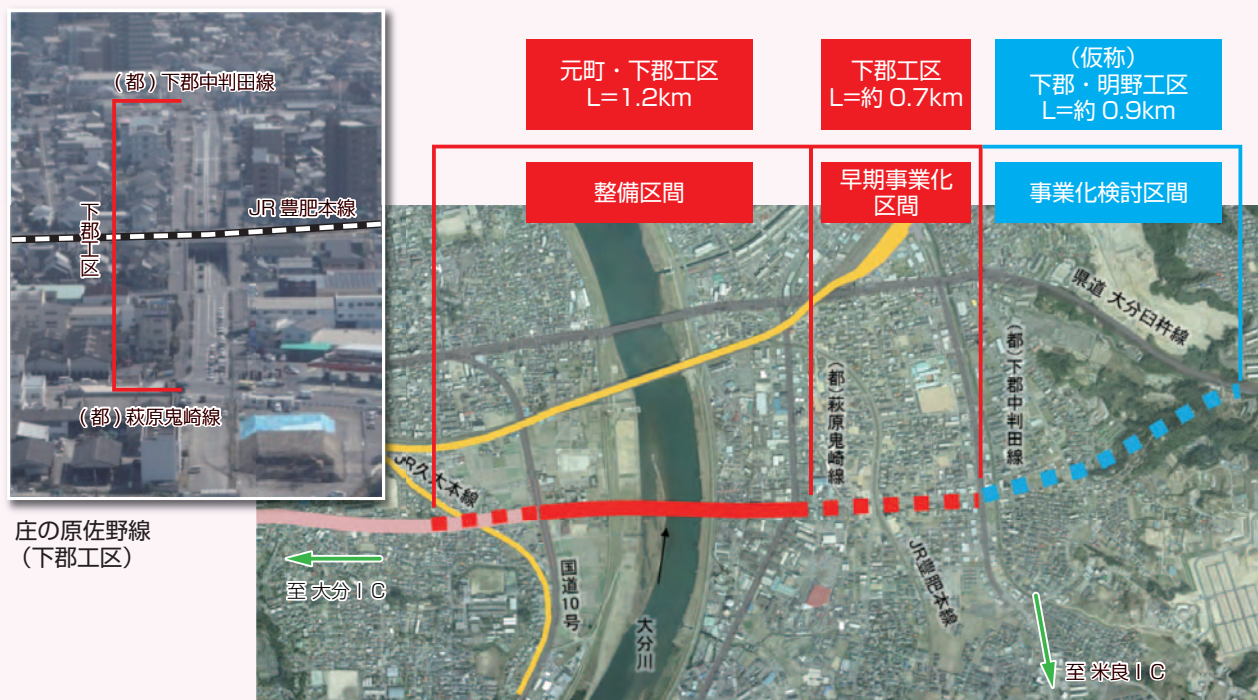 (都)下郡中判田線
下郡工区
JR豊肥本線
(都)萩原鬼崎線
庄の原佐野線
(下郡工区)
元町・下郡工区
L=1.2km
下郡工区
L=約0.7km
(仮称)
下郡・明野工区
L=約0.9km
整備区間
早期事業化
区間
事業化検討区間
県道 大分臼杵線
(都)下郡中判田線
(都)萩原鬼崎線
JR久大本線
至 大分IC
国道10号
大分川
JR豊肥本線
至 米良IC